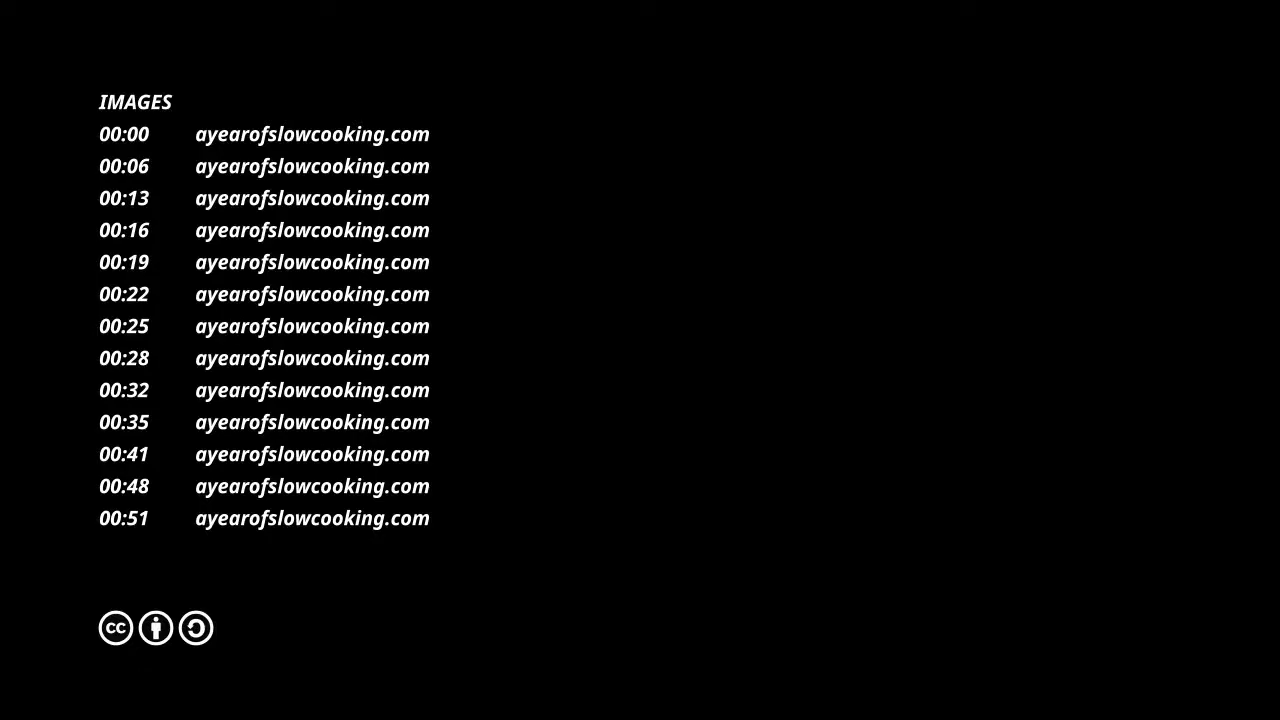 IMAGES
00:00 ayearofslowcooking.com
00:06 ayearofslowcooking.com
00:13 ayearofslowcooking.com
00:16 ayearofslowcooking.com
00:19 ayearofslowcooking.com
00:22 ayearofslowcooking.com
00:25 ayearofslowcooking.com
00:28 ayearofslowcooking.com
00:32 ayearofslowcooking.com
00:35 ayearofslowcooking.com
00:41 ayearofslowcooking.com
00:48 ayearofslowcooking.com
00:51 ayearofslowcooking.com
cc